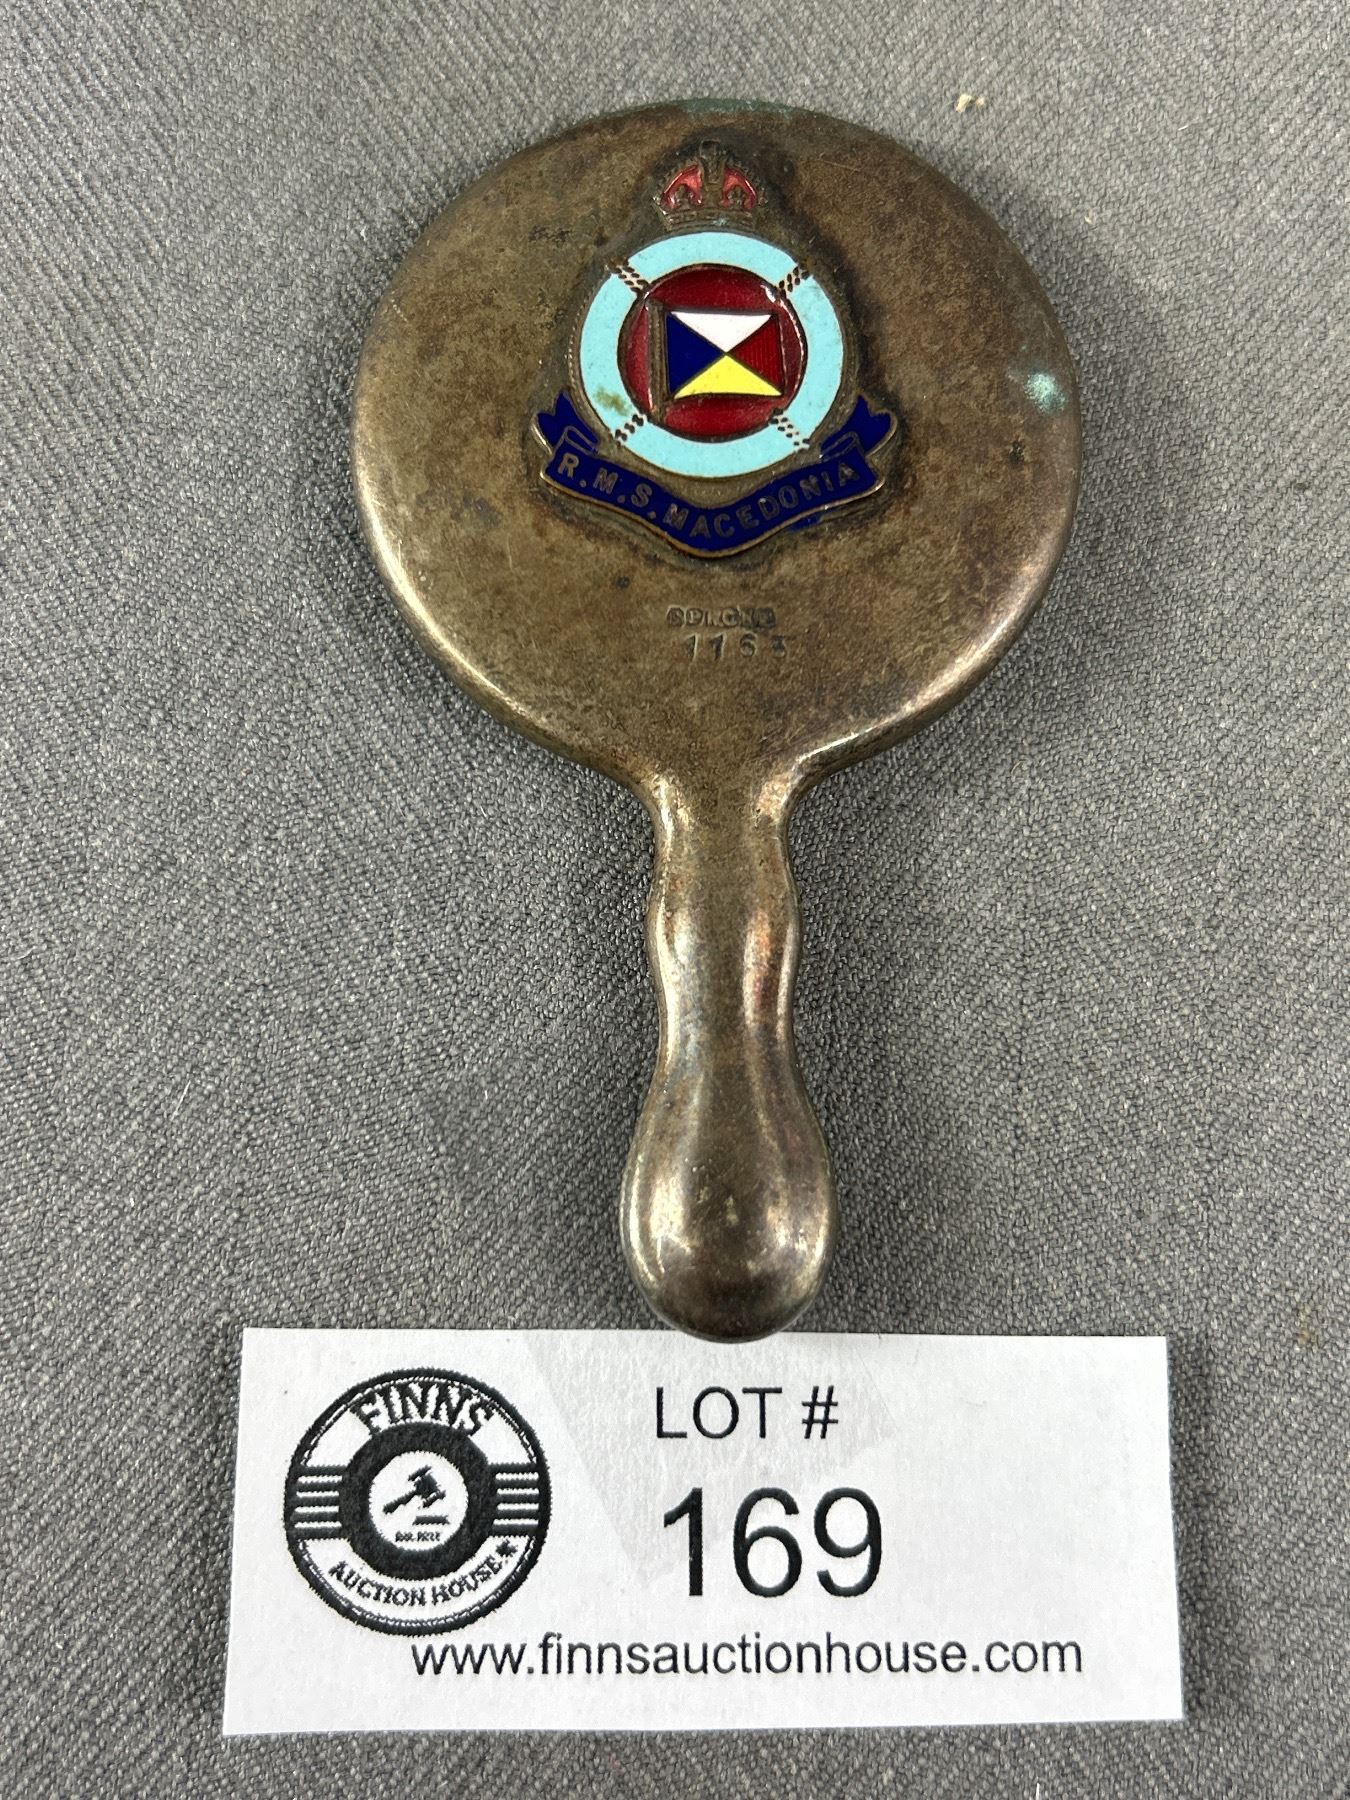 R.M.S. MACEDONIA
1163
FINNS
AUCTION HOUSE
LOT #
169
www.finnsauctionhouse.com